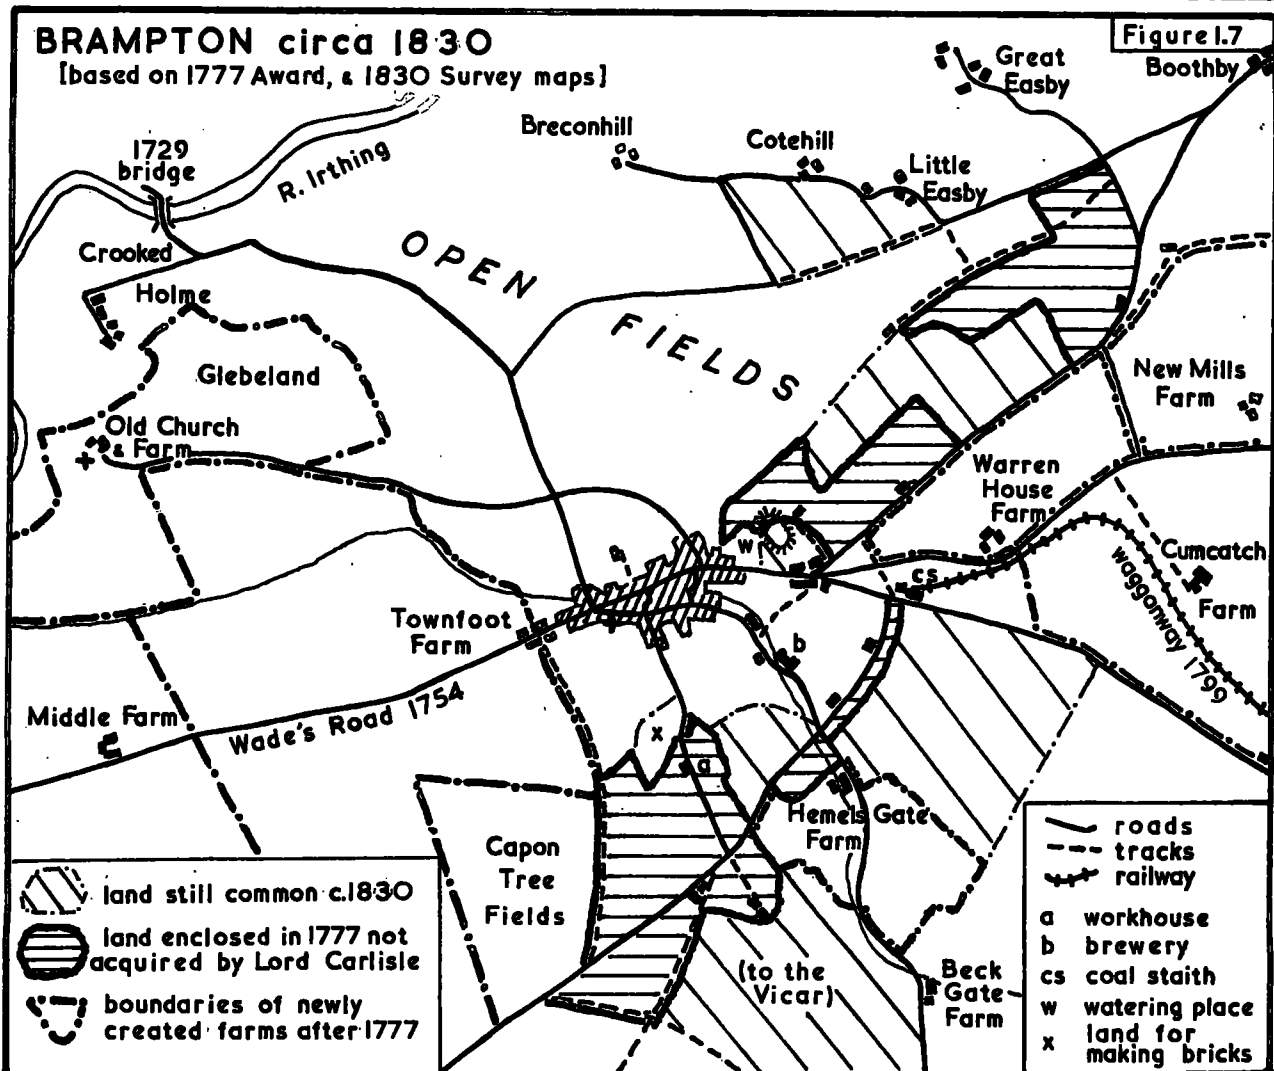 BRAMPTON circa 1830
[based on 1777 Award, & 1830 Survey maps]
Figure 1.7
Great
Easby
Boothby
Breconhill
Cotehill
Little
Easby
1729
bridge
R. Irthing
Crooked
Holme
OPEN
FIELDS
Glebeland
New Mills
Farm
Old Church
& Farm
Warren
House
Farm
w
cs
Cumcatch
Farm
waggonway 1799
Townfoot
Farm
b
Middle Farm
Wade's Road 1754
x
a
Hemels Gate
Farm
Capon
Tree
Fields
(to the
Vicar)
Beck
Gate
Farm
land still common c.1830
land enclosed in 1777 not
acquired by Lord Carlisle
boundaries of newly
created farms after 1777
roads
tracks
railway
a workhouse
b brewery
cs coal staith
w watering place
x land for
making bricks